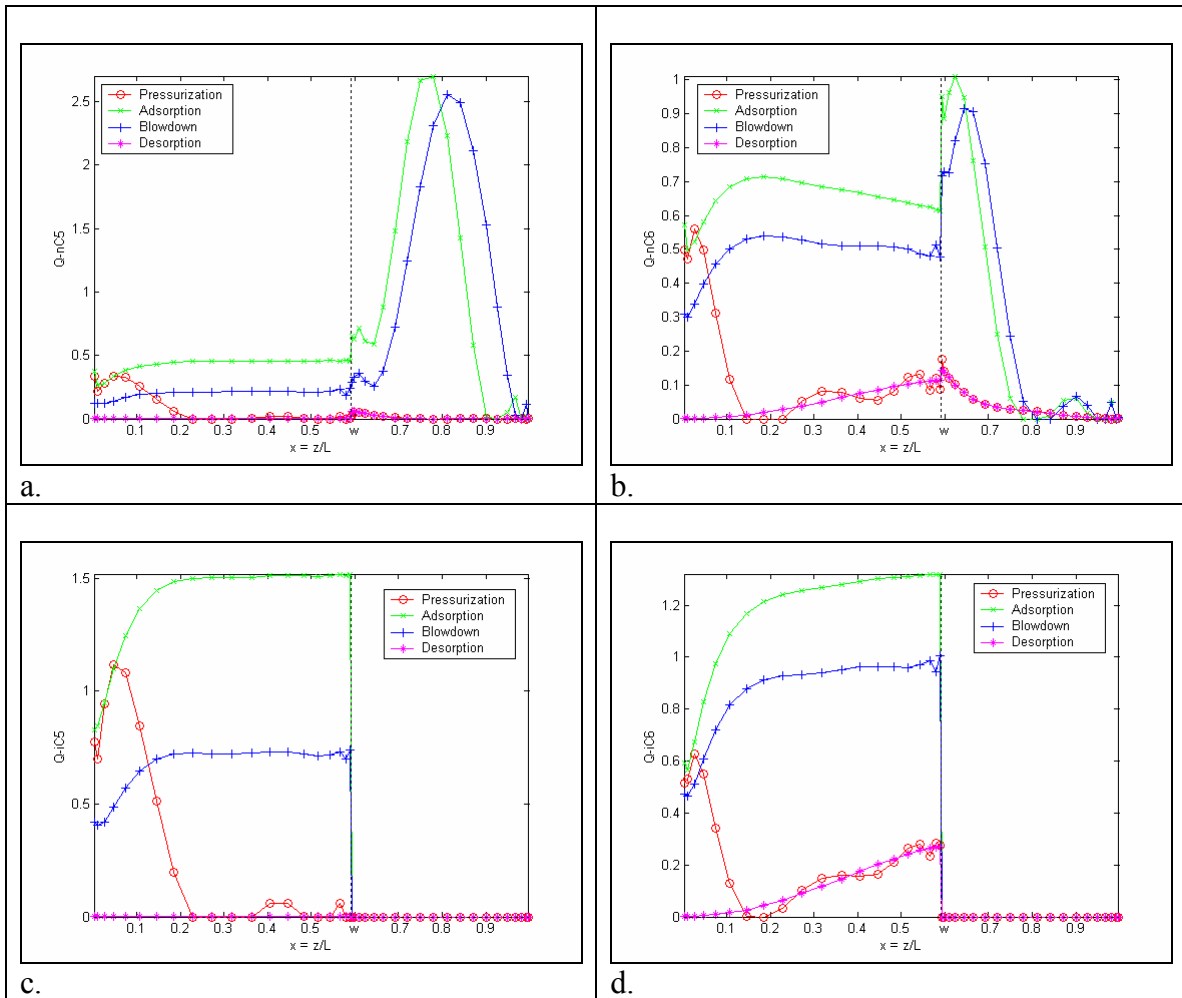 Q-nC5
2.5
2
1.5
1
0.5
0
Pressurization
Adsorption
Blowdown
Desorption
0.1 0.2 0.3 0.4 0.5 w 0.7 0.8 0.9
x = z/L
a.
Q-nC6
1
0.9
0.8
0.7
0.6
0.5
0.4
0.3
0.2
0.1
0
Pressurization
Adsorption
Blowdown
Desorption
0.1 0.2 0.3 0.4 0.5 w 0.7 0.8 0.9
x = z/L
b.
Q-iC5
1.5
1
0.5
0
Pressurization
Adsorption
Blowdown
Desorption
0.1 0.2 0.3 0.4 0.5 w 0.7 0.8 0.9
x = z/L
c.
Q-iC6
1.2
1
0.8
0.6
0.4
0.2
0
Pressurization
Adsorption
Blowdown
Desorption
0.1 0.2 0.3 0.4 0.5 w 0.7 0.8 0.9
x = z/L
d.